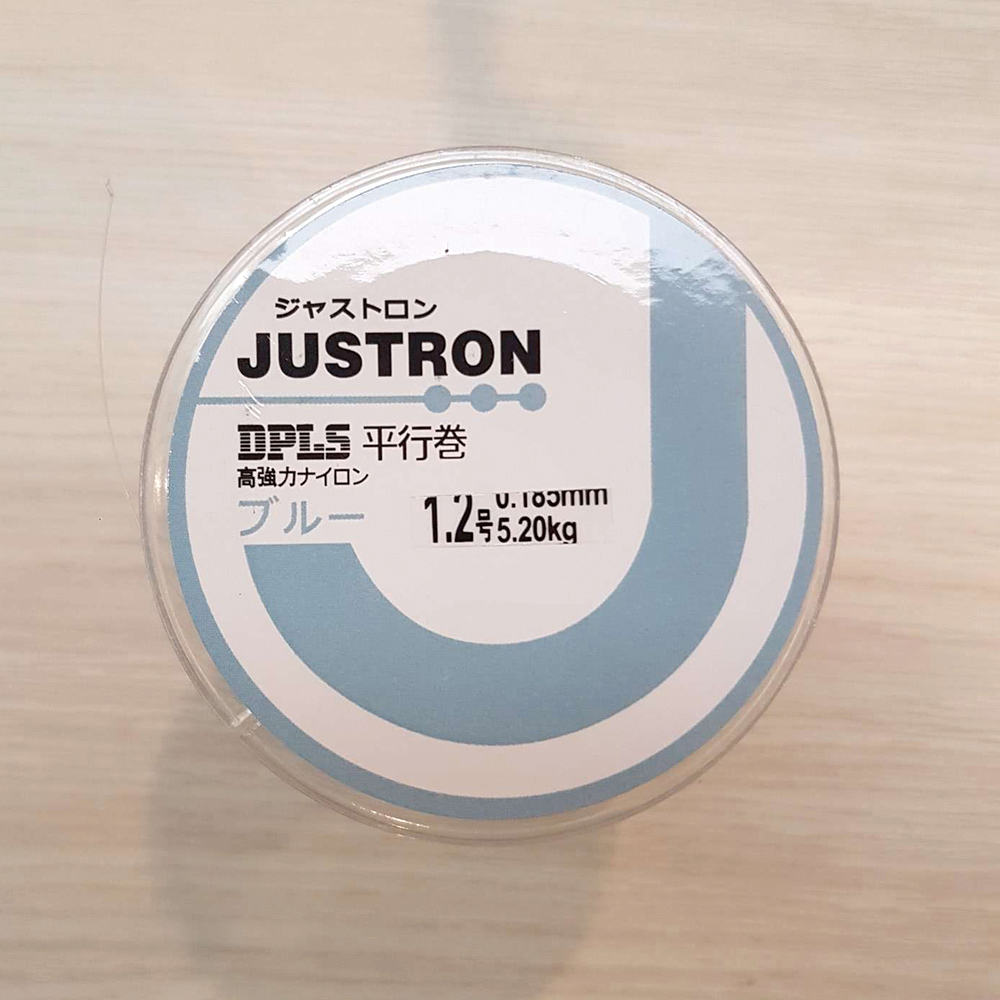 ジャストロン
JUSTRON
DPLS 平行巻
高強力ナイロン
ブルー
1.2号 0.185mm
5.20kg